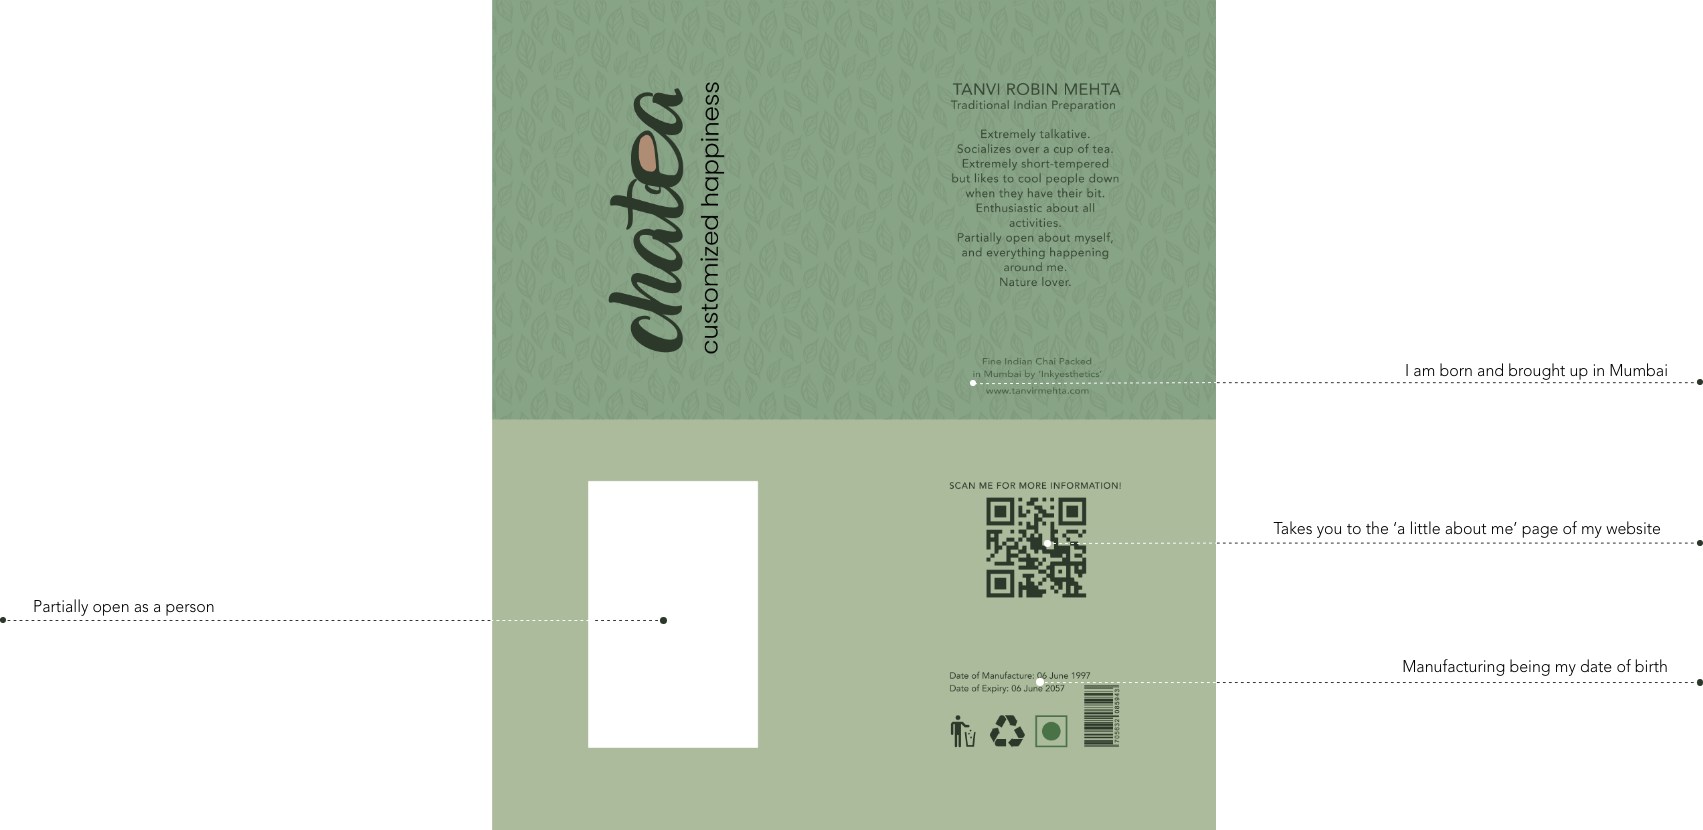 chatea
customized happiness
TANVI ROBIN MEHTA
Traditional Indian Preparation
Extremely talkative.
Socializes over a cup of tea.
Extremely short-tempered
but likes to cool people down
when they have their bit.
Enthusiastic about all
activities.
Partially open about myself,
and everything happening
around me.
Nature lover.
Fine Indian Chai Packed
in Mumbai by 'Inkyesthetics'
www.tanvirmehta.com
I am born and brought up in Mumbai
SCAN ME FOR MORE INFORMATION!
Takes you to the ‘a little about me’ page of my website
Partially open as a person
Manufacturing being my date of birth
Date of Manufacture: 06 June 1997
Date of Expiry: 06 June 2057